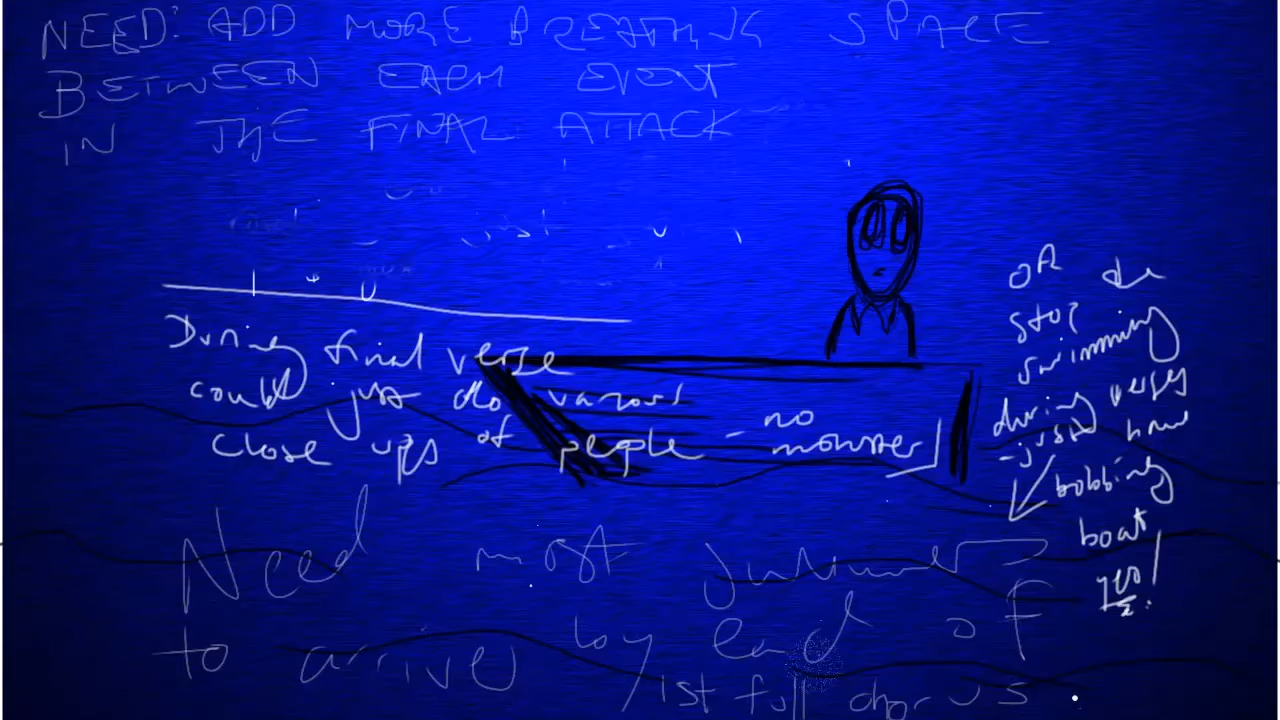 NEED: ADD MORE BREATHING SPACE
BETWEEN EACH EVENT
IN THE FINAL ATTACK
During final verse
could just do various
close ups of people - no
monster
OR do
stop
swimming
during verses
- just have
bobbing
boat
yes!
Need most
to arrive by end of
1st full chorus